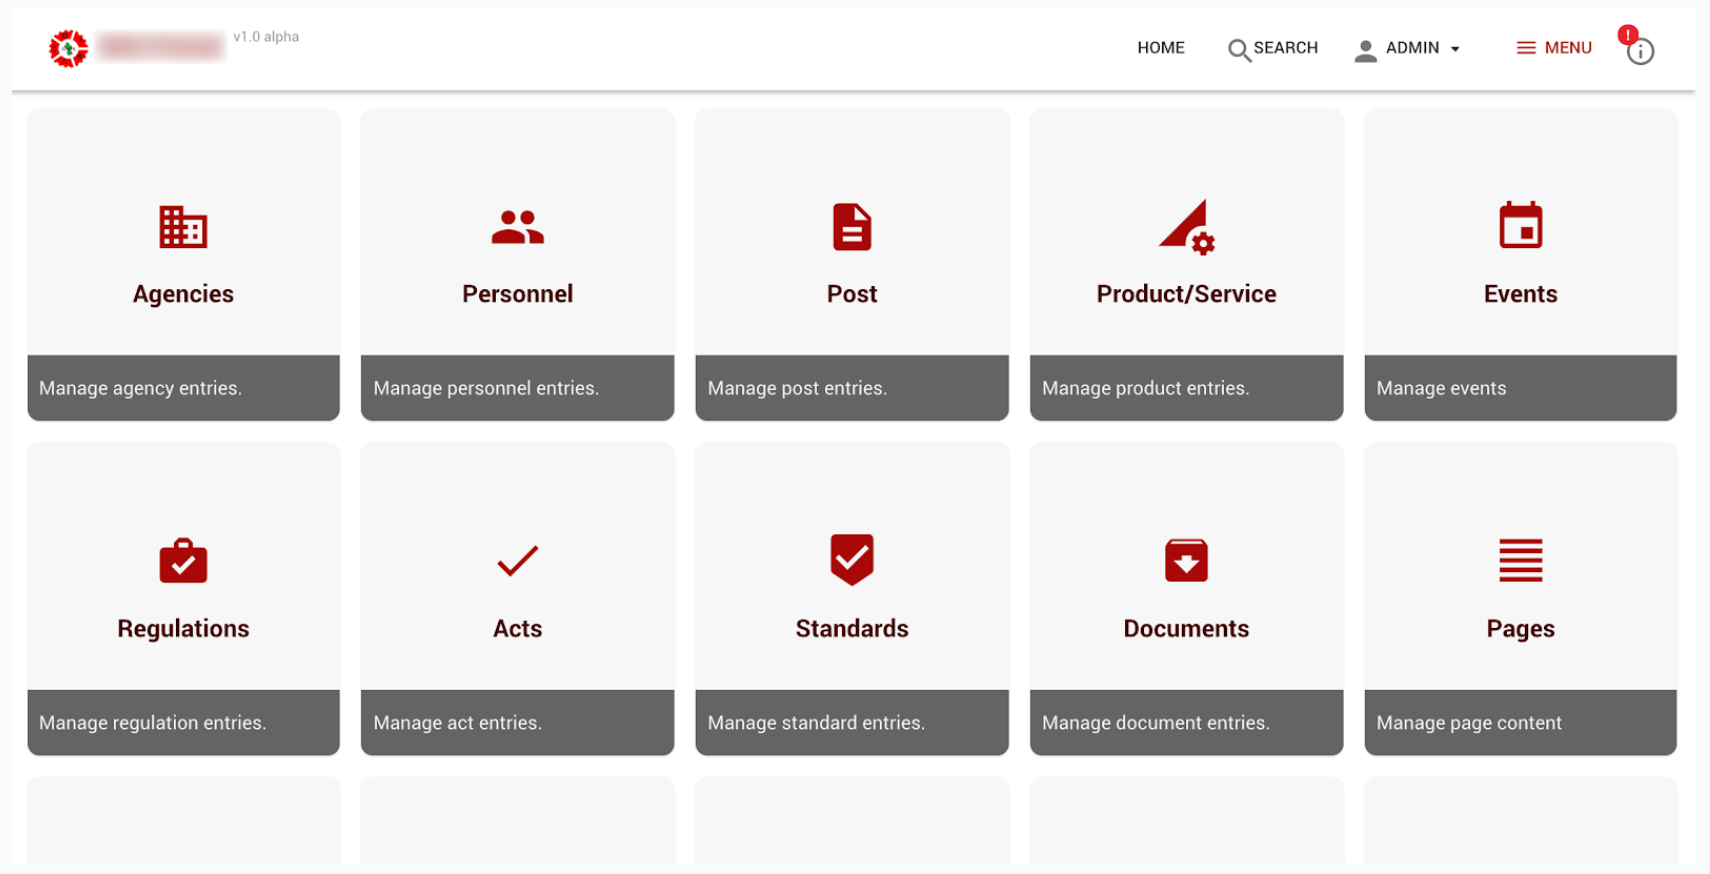 v1.0 alpha
HOME
SEARCH
ADMIN
MENU
!
Agencies
Personnel
Post
Product/Service
Events
Manage agency entries.
Manage personnel entries.
Manage post entries.
Manage product entries.
Manage events
Regulations
Acts
Standards
Documents
Pages
Manage regulation entries.
Manage act entries.
Manage standard entries.
Manage document entries.
Manage page content